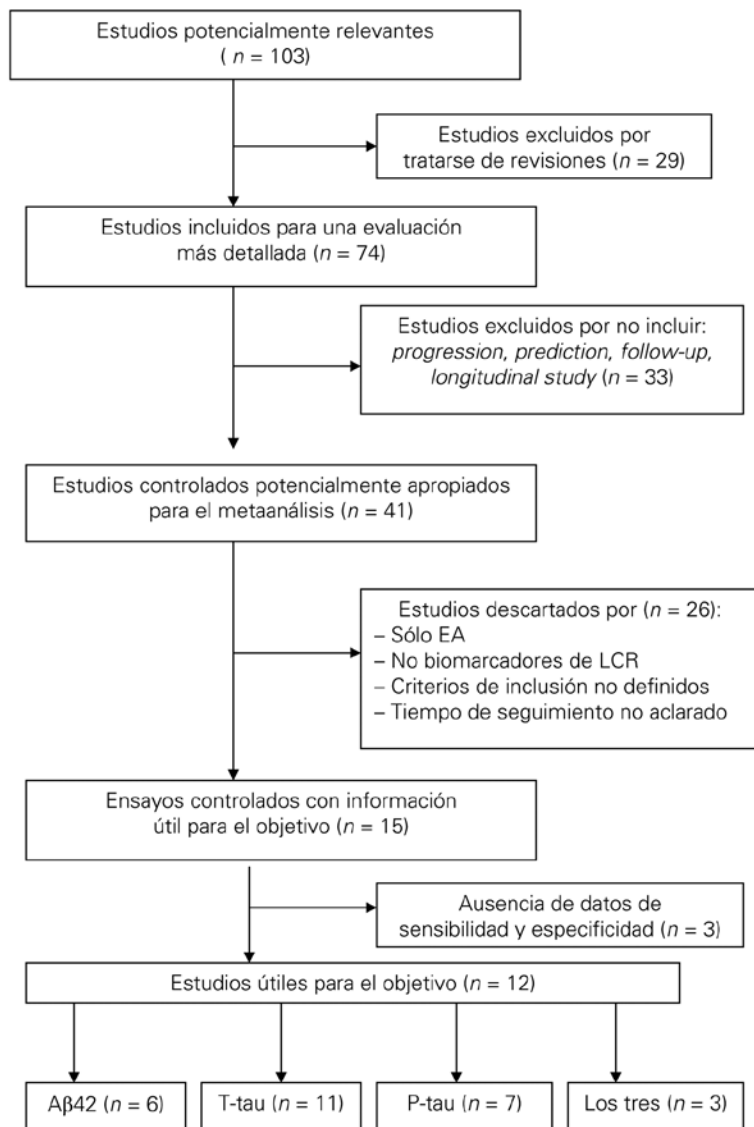 Estudios potencialmente relevantes
( n = 103)
Estudios excluidos por
tratarse de revisiones (n = 29)
Estudios incluidos para una evaluación
más detallada (n = 74)
Estudios excluidos por no incluir:
progression, prediction, follow-up,
longitudinal study (n = 33)
Estudios controlados potencialmente apropiados
para el metaanálisis (n = 41)
Estudios descartados por (n = 26):
– Sólo EA
– No biomarcadores de LCR
– Criterios de inclusión no definidos
– Tiempo de seguimiento no aclarado
Ensayos controlados con información
útil para el objetivo (n = 15)
Ausencia de datos de
sensibilidad y especificidad (n = 3)
Estudios útiles para el objetivo (n = 12)
Aβ42 (n = 6)
T-tau (n = 11)
P-tau (n = 7)
Los tres (n = 3)